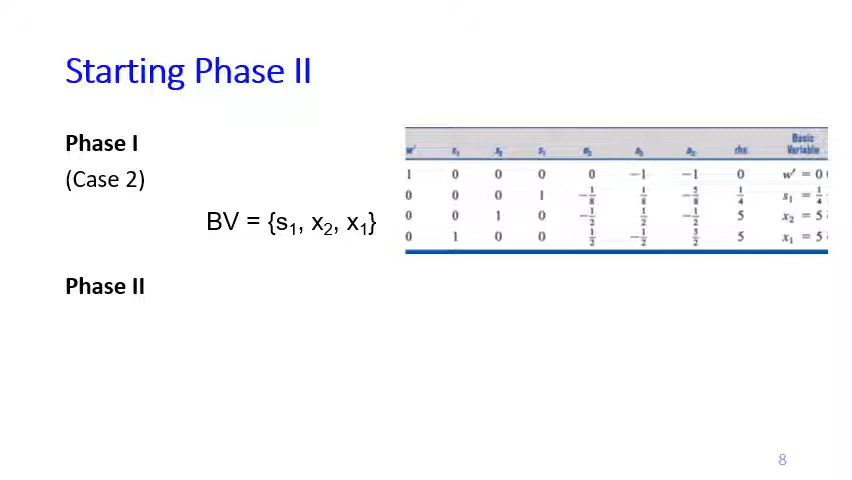 Starting Phase II
Phase I
(Case 2)
BV = {s₁, x₂, x₁}
Basic
w' x₁ x₂ s₁ rhs Variable
1 0 0 0 0 −1 −1 0 w' = 0
0 0 0 1 −1/8 1/8 −5/8 1/4 s₁ = 1/4
0 0 1 0 −1/2 1/2 −1/2 5 x₂ = 5
0 1 0 0 1/2 −1/2 3/2 5 x₁ = 5
Phase II
8